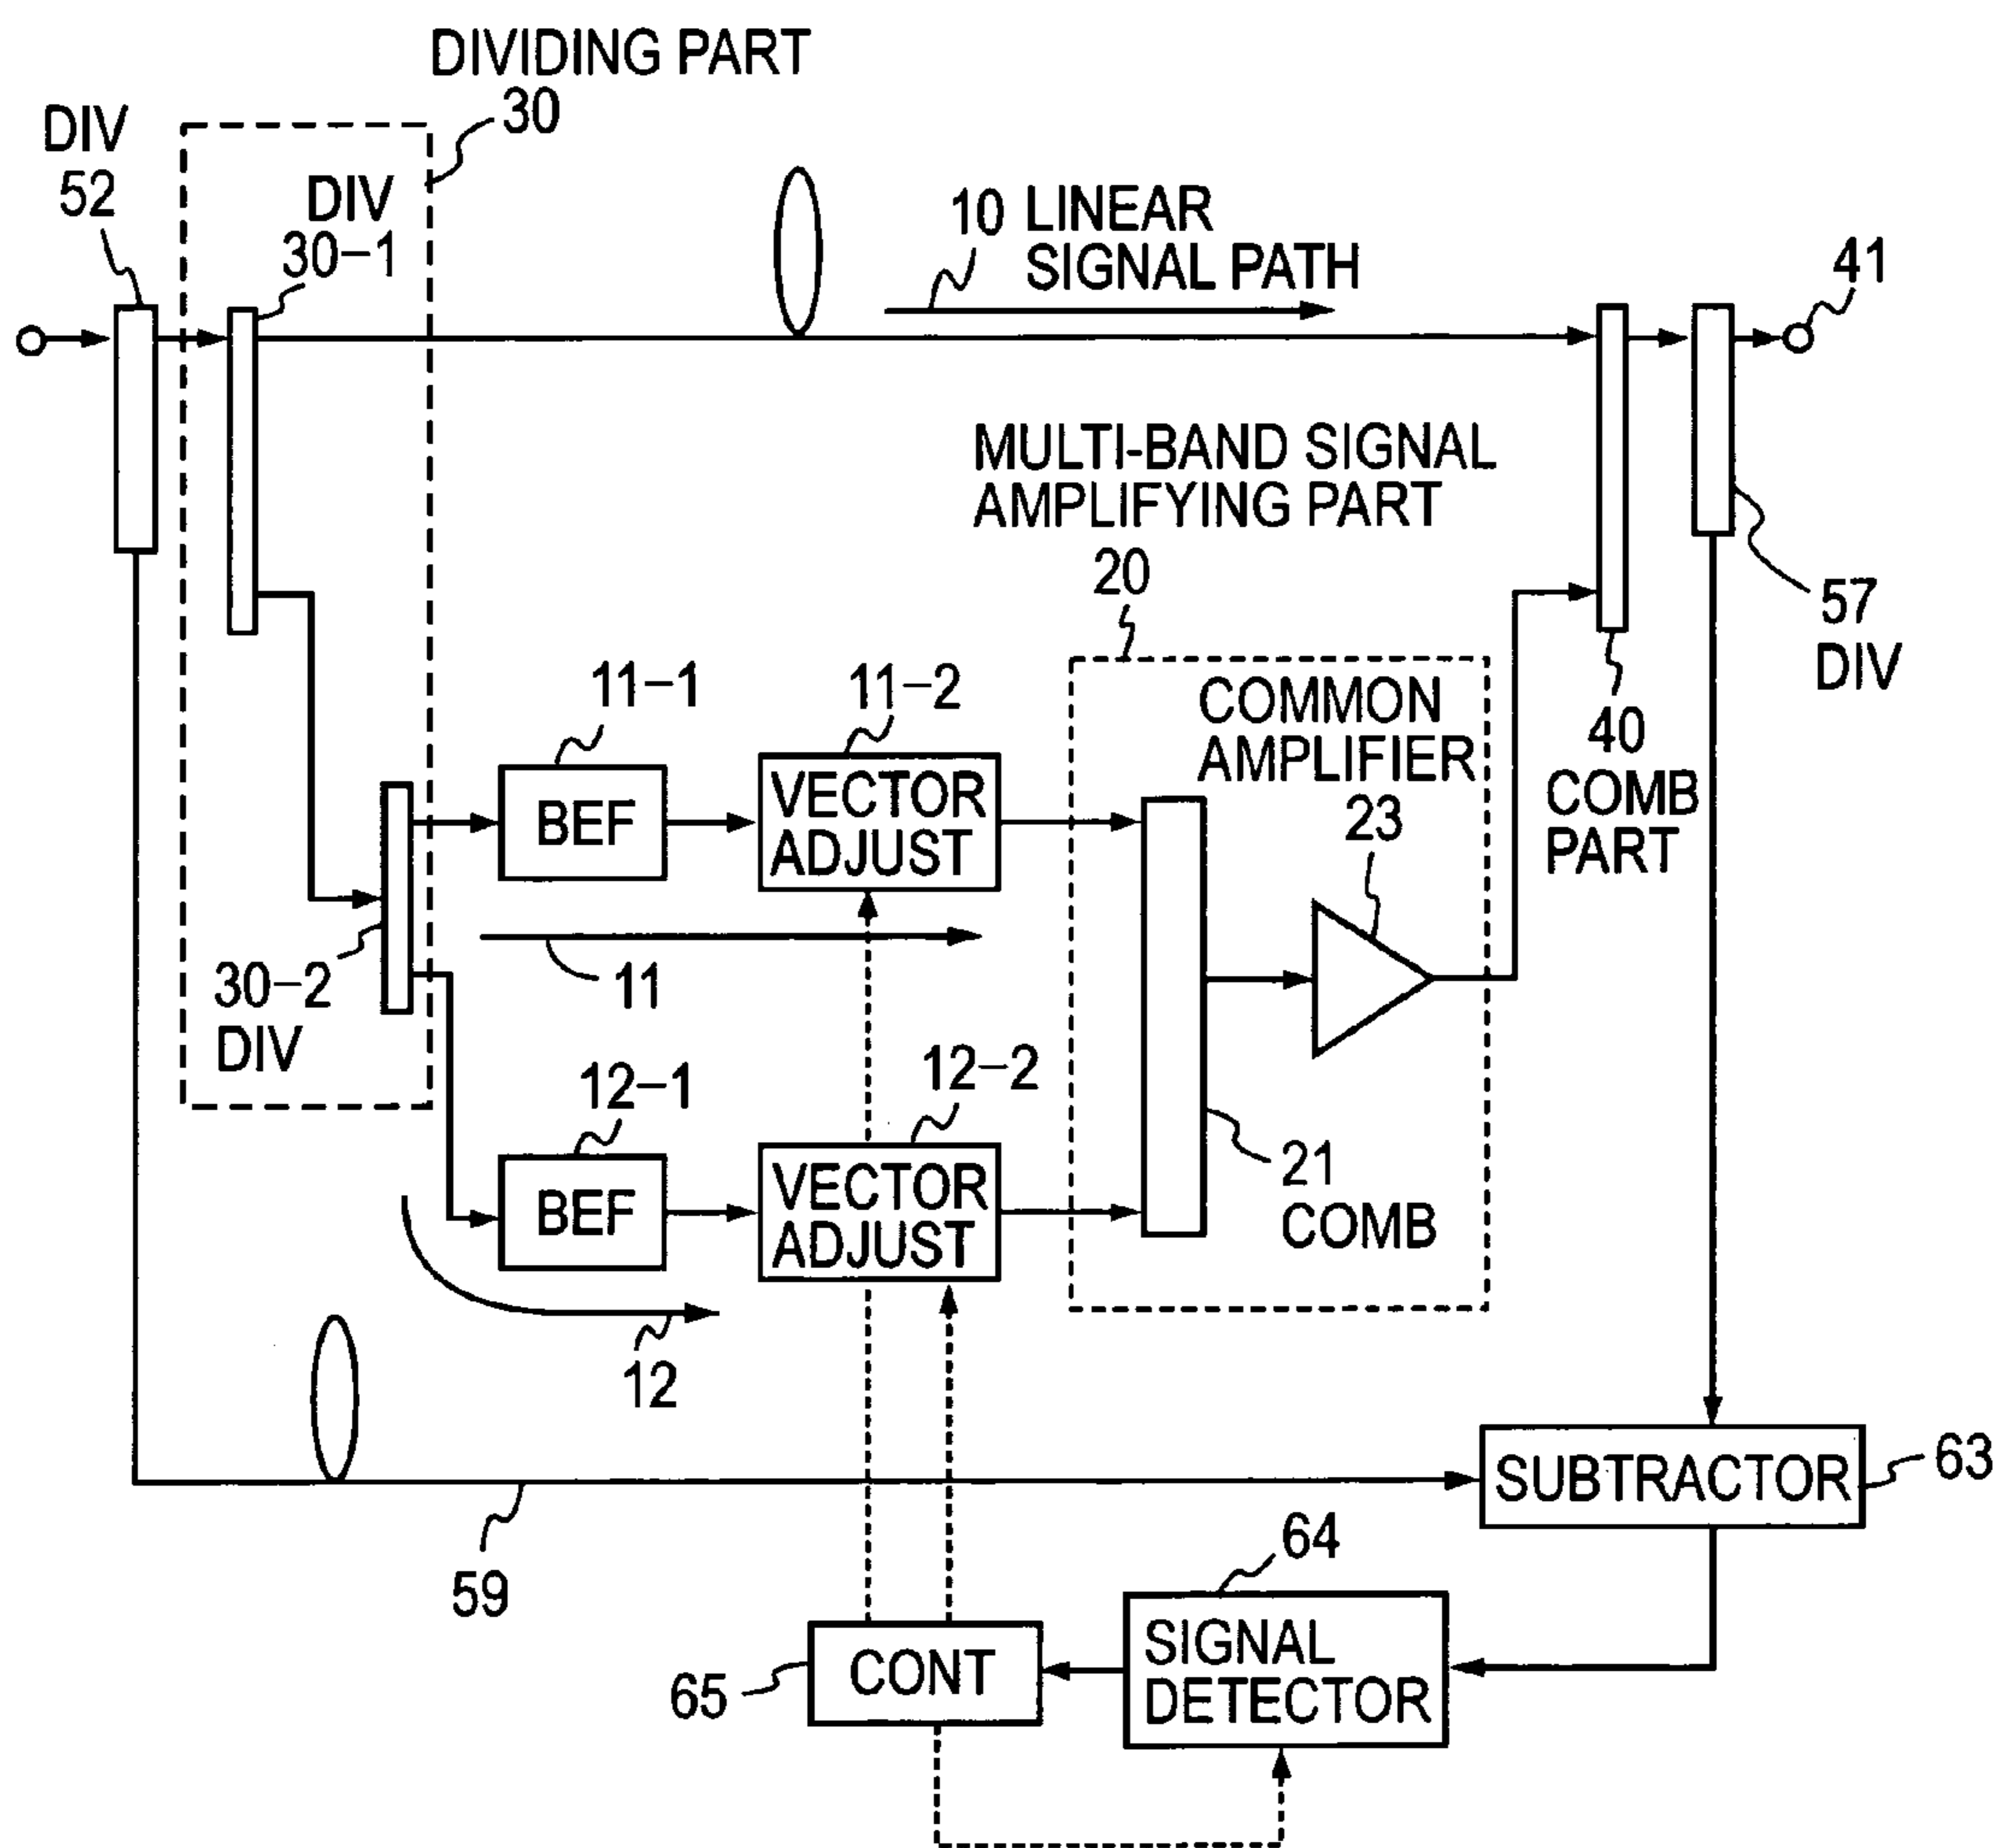 DIVIDING PART
30
DIV
52
DIV
30-1
10 LINEAR
SIGNAL PATH
41
MULTI-BAND SIGNAL
AMPLIFYING PART
20
57
DIV
11-1
11-2
COMMON
AMPLIFIER
23
40
COMB
PART
BEF
VECTOR
ADJUST
30-2
DIV
11
12-1
12-2
21
COMB
BEF
VECTOR
ADJUST
12
59
SUBTRACTOR
63
64
SIGNAL
DETECTOR
CONT
65